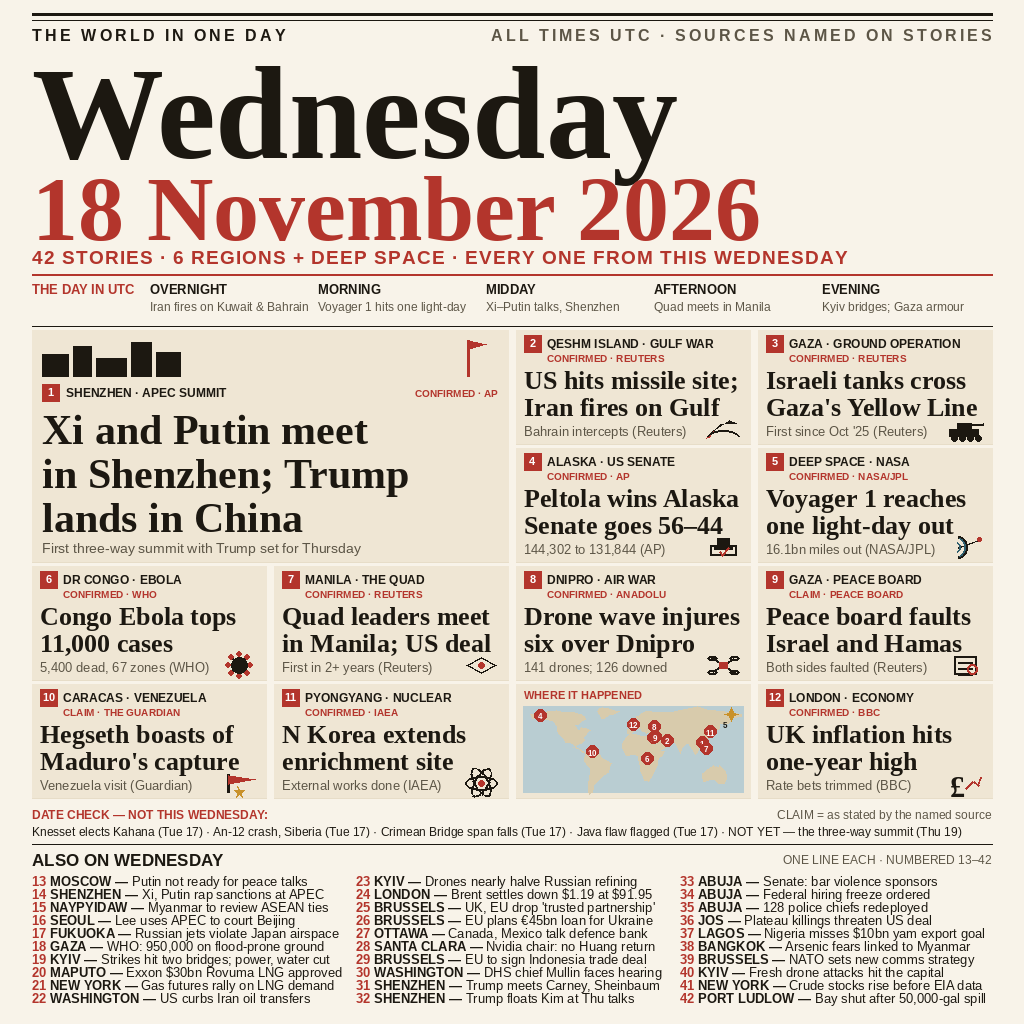 THE WORLD IN ONE DAY
ALL TIMES UTC · SOURCES NAMED ON STORIES
Wednesday
18 November 2026
42 STORIES · 6 REGIONS + DEEP SPACE · EVERY ONE FROM THIS WEDNESDAY
THE DAY IN UTC
OVERNIGHT
Iran fires on Kuwait & Bahrain
MORNING
Voyager 1 hits one light-day
MIDDAY
Xi–Putin talks, Shenzhen
AFTERNOON
Quad meets in Manila
EVENING
Kyiv bridges; Gaza armour
1 SHENZHEN · APEC SUMMIT
CONFIRMED · AP
Xi and Putin meet
in Shenzhen; Trump
lands in China
First three-way summit with Trump set for Thursday
2 QESHM ISLAND · GULF WAR
CONFIRMED · REUTERS
US hits missile site;
Iran fires on Gulf
Bahrain intercepts (Reuters)
3 GAZA · GROUND OPERATION
CONFIRMED · REUTERS
Israeli tanks cross
Gaza's Yellow Line
First since Oct '25 (Reuters)
4 ALASKA · US SENATE
CONFIRMED · AP
Peltola wins Alaska
Senate goes 56–44
144,302 to 131,844 (AP)
5 DEEP SPACE · NASA
CONFIRMED · NASA/JPL
Voyager 1 reaches
one light-day out
16.1bn miles out (NASA/JPL)
6 DR CONGO · EBOLA
CONFIRMED · WHO
Congo Ebola tops
11,000 cases
5,400 dead, 67 zones (WHO)
7 MANILA · THE QUAD
CONFIRMED · REUTERS
Quad leaders meet
in Manila; US deal
First in 2+ years (Reuters)
8 DNIPRO · AIR WAR
CONFIRMED · ANADOLU
Drone wave injures
six over Dnipro
141 drones; 126 downed
9 GAZA · PEACE BOARD
CLAIM · PEACE BOARD
Peace board faults
Israel and Hamas
Both sides faulted (Reuters)
10 CARACAS · VENEZUELA
CLAIM · THE GUARDIAN
Hegseth boasts of
Maduro's capture
Venezuela visit (Guardian)
11 PYONGYANG · NUCLEAR
CONFIRMED · IAEA
N Korea extends
enrichment site
External works done (IAEA)
WHERE IT HAPPENED
4
12
8
5
11
9
2
7
10
6
12 LONDON · ECONOMY
CONFIRMED · BBC
UK inflation hits
one-year high
Rate bets trimmed (BBC)
£
DATE CHECK — NOT THIS WEDNESDAY:
CLAIM = as stated by the named source
Knesset elects Kahana (Tue 17) · An-12 crash, Siberia (Tue 17) · Crimean Bridge span falls (Tue 17) · Java flaw flagged (Tue 17) · NOT YET — the three-way summit (Thu 19)
ALSO ON WEDNESDAY
ONE LINE EACH · NUMBERED 13–42
13 MOSCOW — Putin not ready for peace talks
14 SHENZHEN — Xi, Putin rap sanctions at APEC
15 NAYPYIDAW — Myanmar to review ASEAN ties
16 SEOUL — Lee uses APEC to court Beijing
17 FUKUOKA — Russian jets violate Japan airspace
18 GAZA — WHO: 950,000 on flood-prone ground
19 KYIV — Strikes hit two bridges; power, water cut
20 MAPUTO — Exxon $30bn Rovuma LNG approved
21 NEW YORK — Gas futures rally on LNG demand
22 WASHINGTON — US curbs Iran oil transfers
23 KYIV — Drones nearly halve Russian refining
24 LONDON — Brent settles down $1.19 at $91.95
25 BRUSSELS — UK, EU drop 'trusted partnership'
26 BRUSSELS — EU plans €45bn loan for Ukraine
27 OTTAWA — Canada, Mexico talk defence bank
28 SANTA CLARA — Nvidia chair: no Huang return
29 BRUSSELS — EU to sign Indonesia trade deal
30 WASHINGTON — DHS chief Mullin faces hearing
31 SHENZHEN — Trump meets Carney, Sheinbaum
32 SHENZHEN — Trump floats Kim at Thu talks
33 ABUJA — Senate: bar violence sponsors
34 ABUJA — Federal hiring freeze ordered
35 ABUJA — 128 police chiefs redeployed
36 JOS — Plateau killings threaten US deal
37 LAGOS — Nigeria misses $10bn yam export goal
38 BANGKOK — Arsenic fears linked to Myanmar
39 BRUSSELS — NATO sets new comms strategy
40 KYIV — Fresh drone attacks hit the capital
41 NEW YORK — Crude stocks rise before EIA data
42 PORT LUDLOW — Bay shut after 50,000-gal spill